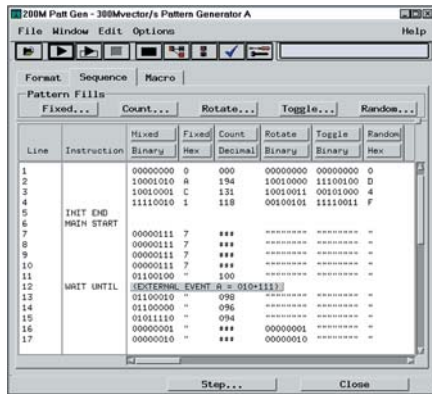 200M Patt Gen - 300Mvector/s Pattern Generator A
File Window Edit Options Help
Format Sequence Macro
Pattern Fills
Fixed... Count... Rotate... Toggle... Random...
Mixed Fixed Count Rotate Toggle Random
Line Instruction Binary Hex Decimal Binary Binary Hex
1 00000000 0 000 00000000 00000000 0
2 10001010 A 194 10010000 11100100 D
3 10010001 C 131 10010011 00101000 4
4 11110010 1 118 00100101 11110011 F
5 INIT END
6 MAIN START
7 00000111 7 ### """""""" """""""" "
8 00000111 7 ### """""""" """""""" "
9 00000111 7 ### """""""" """""""" "
10 00000111 7 ### """""""" """""""" "
11 01100100 " 100 """""""" """""""" "
12 WAIT UNTIL (EXTERNAL EVENT A = 010+111)
13 01100010 " 098 """""""" """""""" "
14 01100000 " 096 """""""" """""""" "
15 01011110 " 094 """""""" """""""" "
16 00000001 " ### 00000001 """""""" "
17 00000010 " ### 00000010 """""""" "
Step... Close